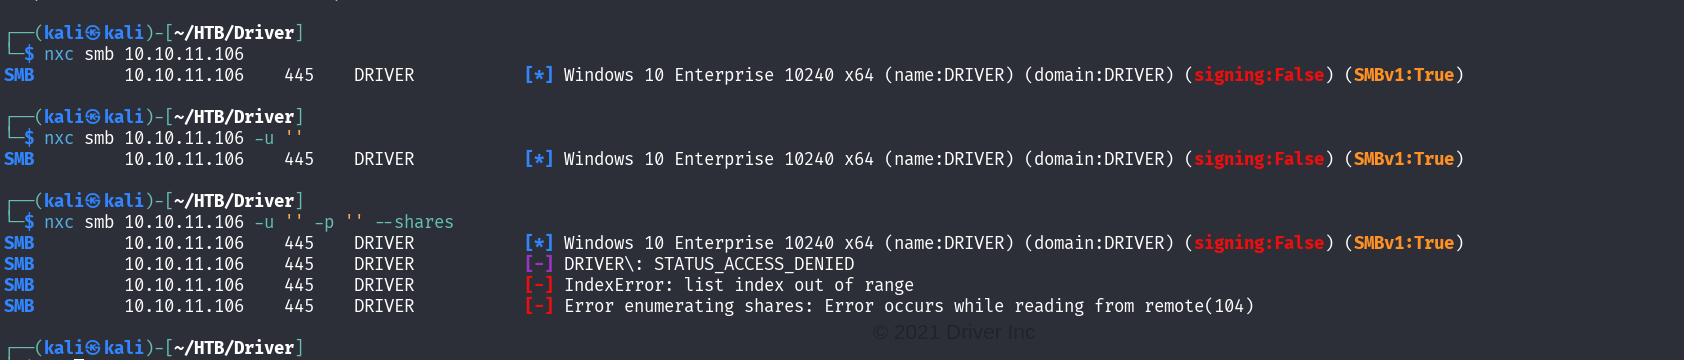 ┌──(kali㉿kali)-[~/HTB/Driver]
└─$ nxc smb 10.10.11.106
SMB         10.10.11.106    445    DRIVER           [*] Windows 10 Enterprise 10240 x64 (name:DRIVER) (domain:DRIVER) (signing:False) (SMBv1:True)
┌──(kali㉿kali)-[~/HTB/Driver]
└─$ nxc smb 10.10.11.106 -u ''
SMB         10.10.11.106    445    DRIVER           [*] Windows 10 Enterprise 10240 x64 (name:DRIVER) (domain:DRIVER) (signing:False) (SMBv1:True)
┌──(kali㉿kali)-[~/HTB/Driver]
└─$ nxc smb 10.10.11.106 -u '' -p '' --shares
SMB         10.10.11.106    445    DRIVER           [*] Windows 10 Enterprise 10240 x64 (name:DRIVER) (domain:DRIVER) (signing:False) (SMBv1:True)
SMB         10.10.11.106    445    DRIVER           [-] DRIVER\: STATUS_ACCESS_DENIED
SMB         10.10.11.106    445    DRIVER           [-] IndexError: list index out of range
SMB         10.10.11.106    445    DRIVER           [-] Error enumerating shares: Error occurs while reading from remote(104)
© 2021 Driver Inc
┌──(kali㉿kali)-[~/HTB/Driver]